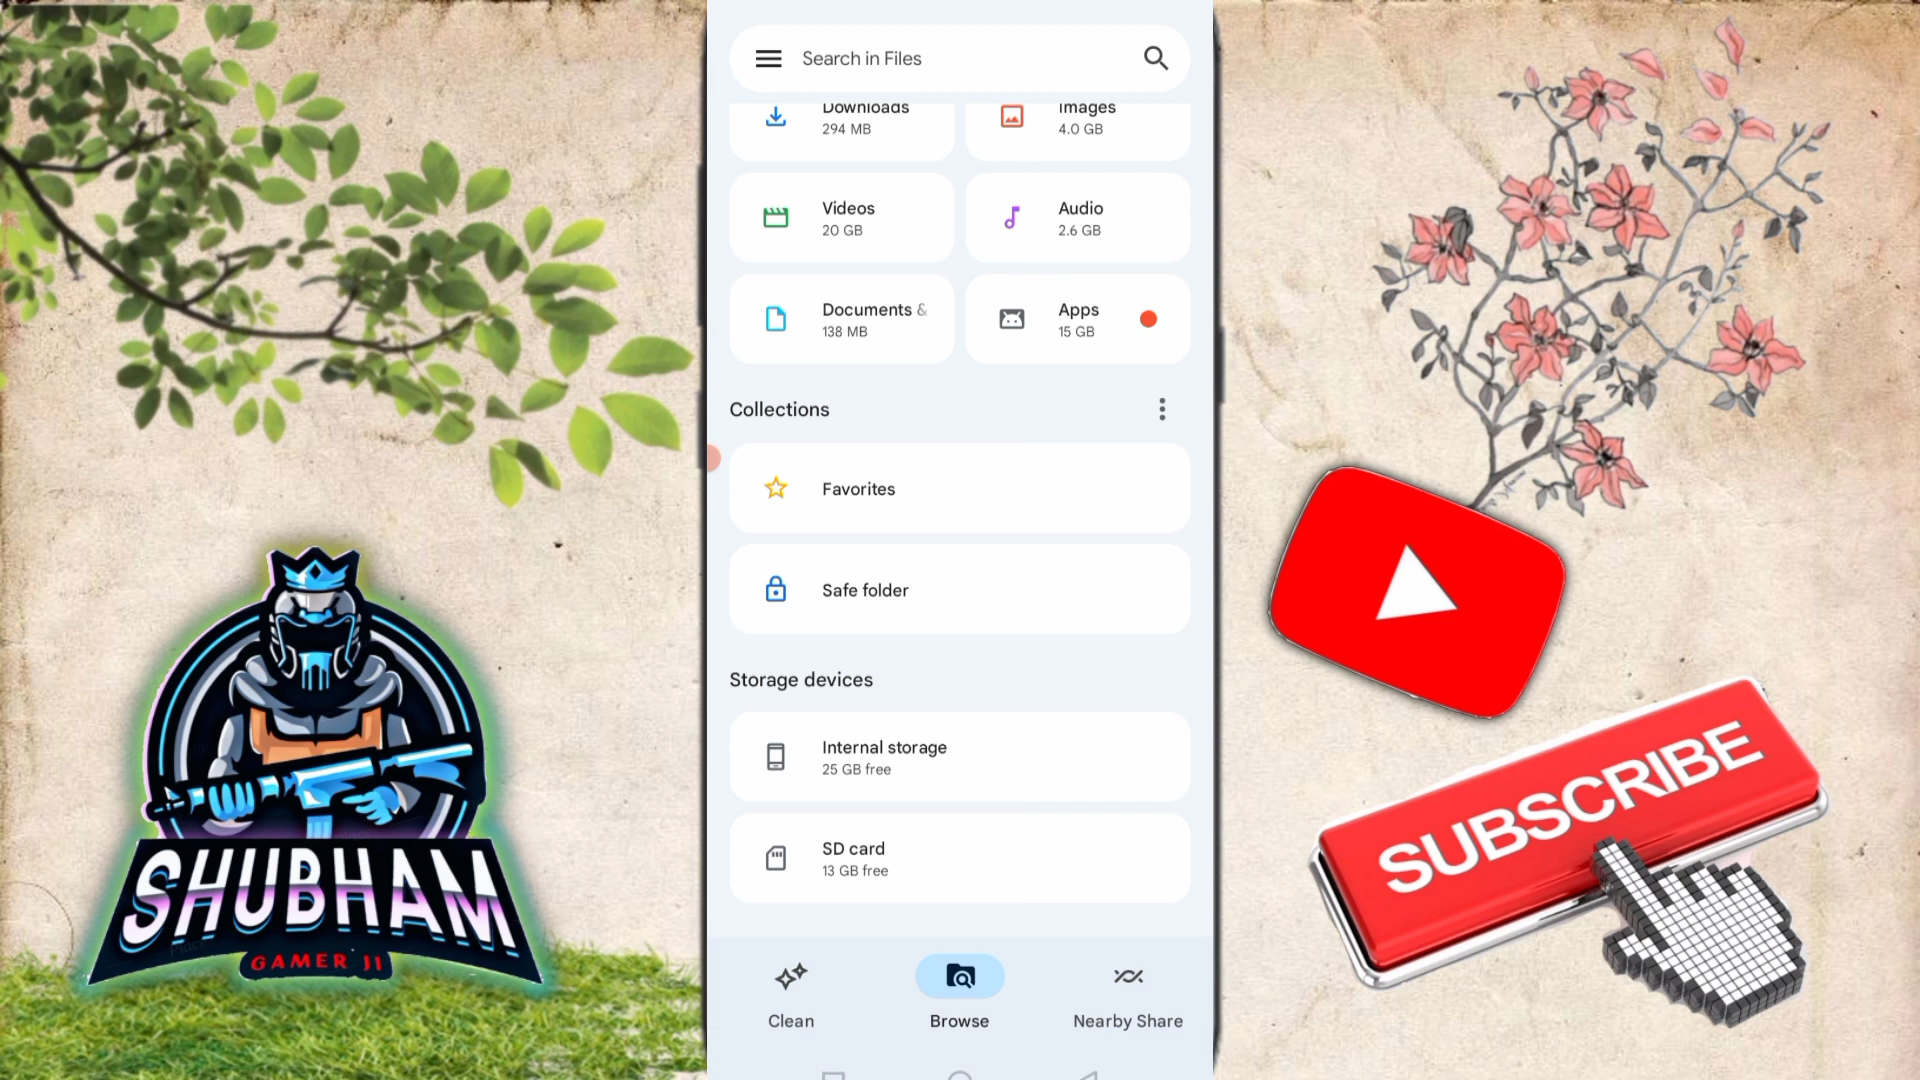 Search in Files
Downloads
294 MB
Images
4.0 GB
Videos
20 GB
Audio
2.6 GB
Documents &
138 MB
Apps
15 GB
Collections
Favorites
Safe folder
Storage devices
Internal storage
25 GB free
SD card
13 GB free
Clean
Browse
Nearby Share
SHUBHAM
GAMER JI
SUBSCRIBE